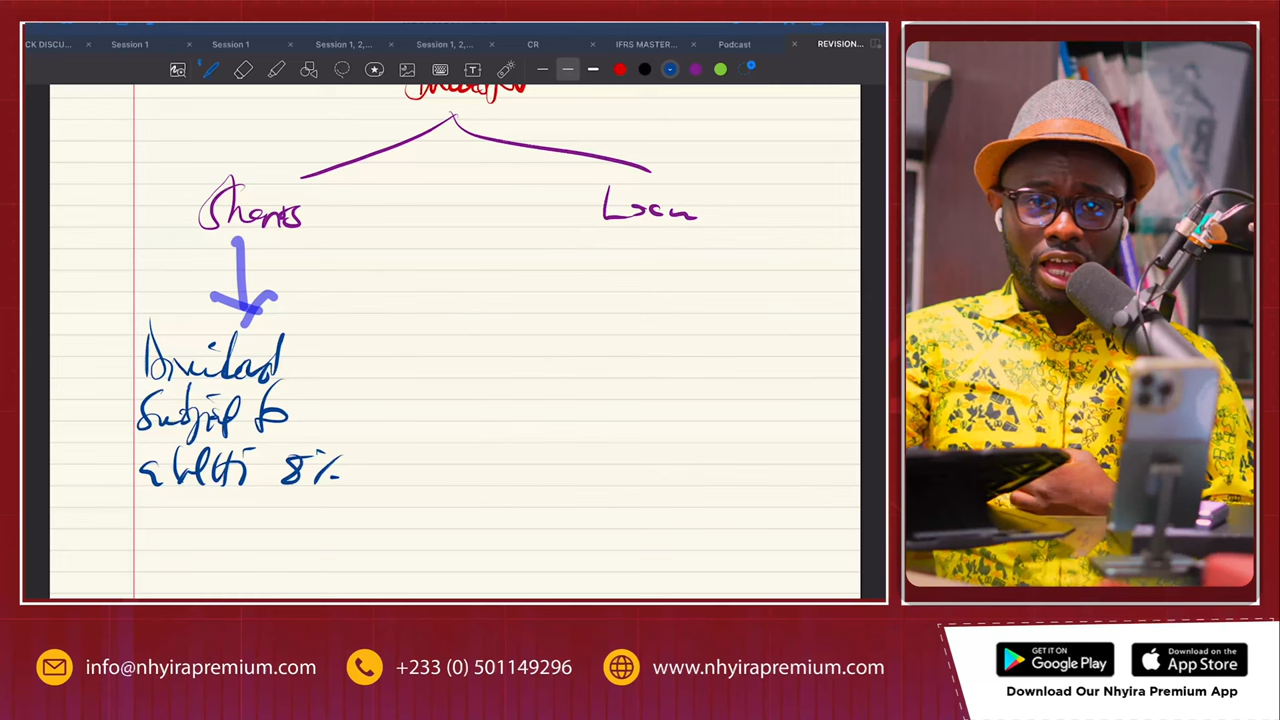 CK DISCU... Session 1 Session 1 Session 1, 2,... Session 1, 2,... CR IFRS MASTER... Podcast REVISION...
Shares Loan
Dividend
Subject to
8%
info@nhyirapremium.com +233 (0) 501149296 www.nhyirapremium.com
GET IT ON
Google Play
Download on the
App Store
Download Our Nhyira Premium App